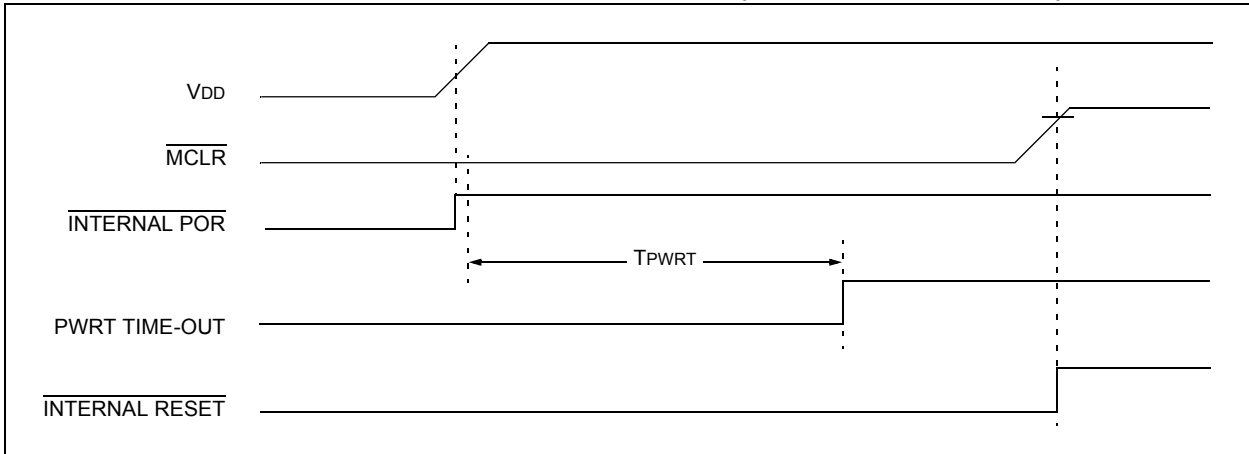 VDD
MCLR
INTERNAL POR
TPWRT
PWRT TIME-OUT
INTERNAL RESET